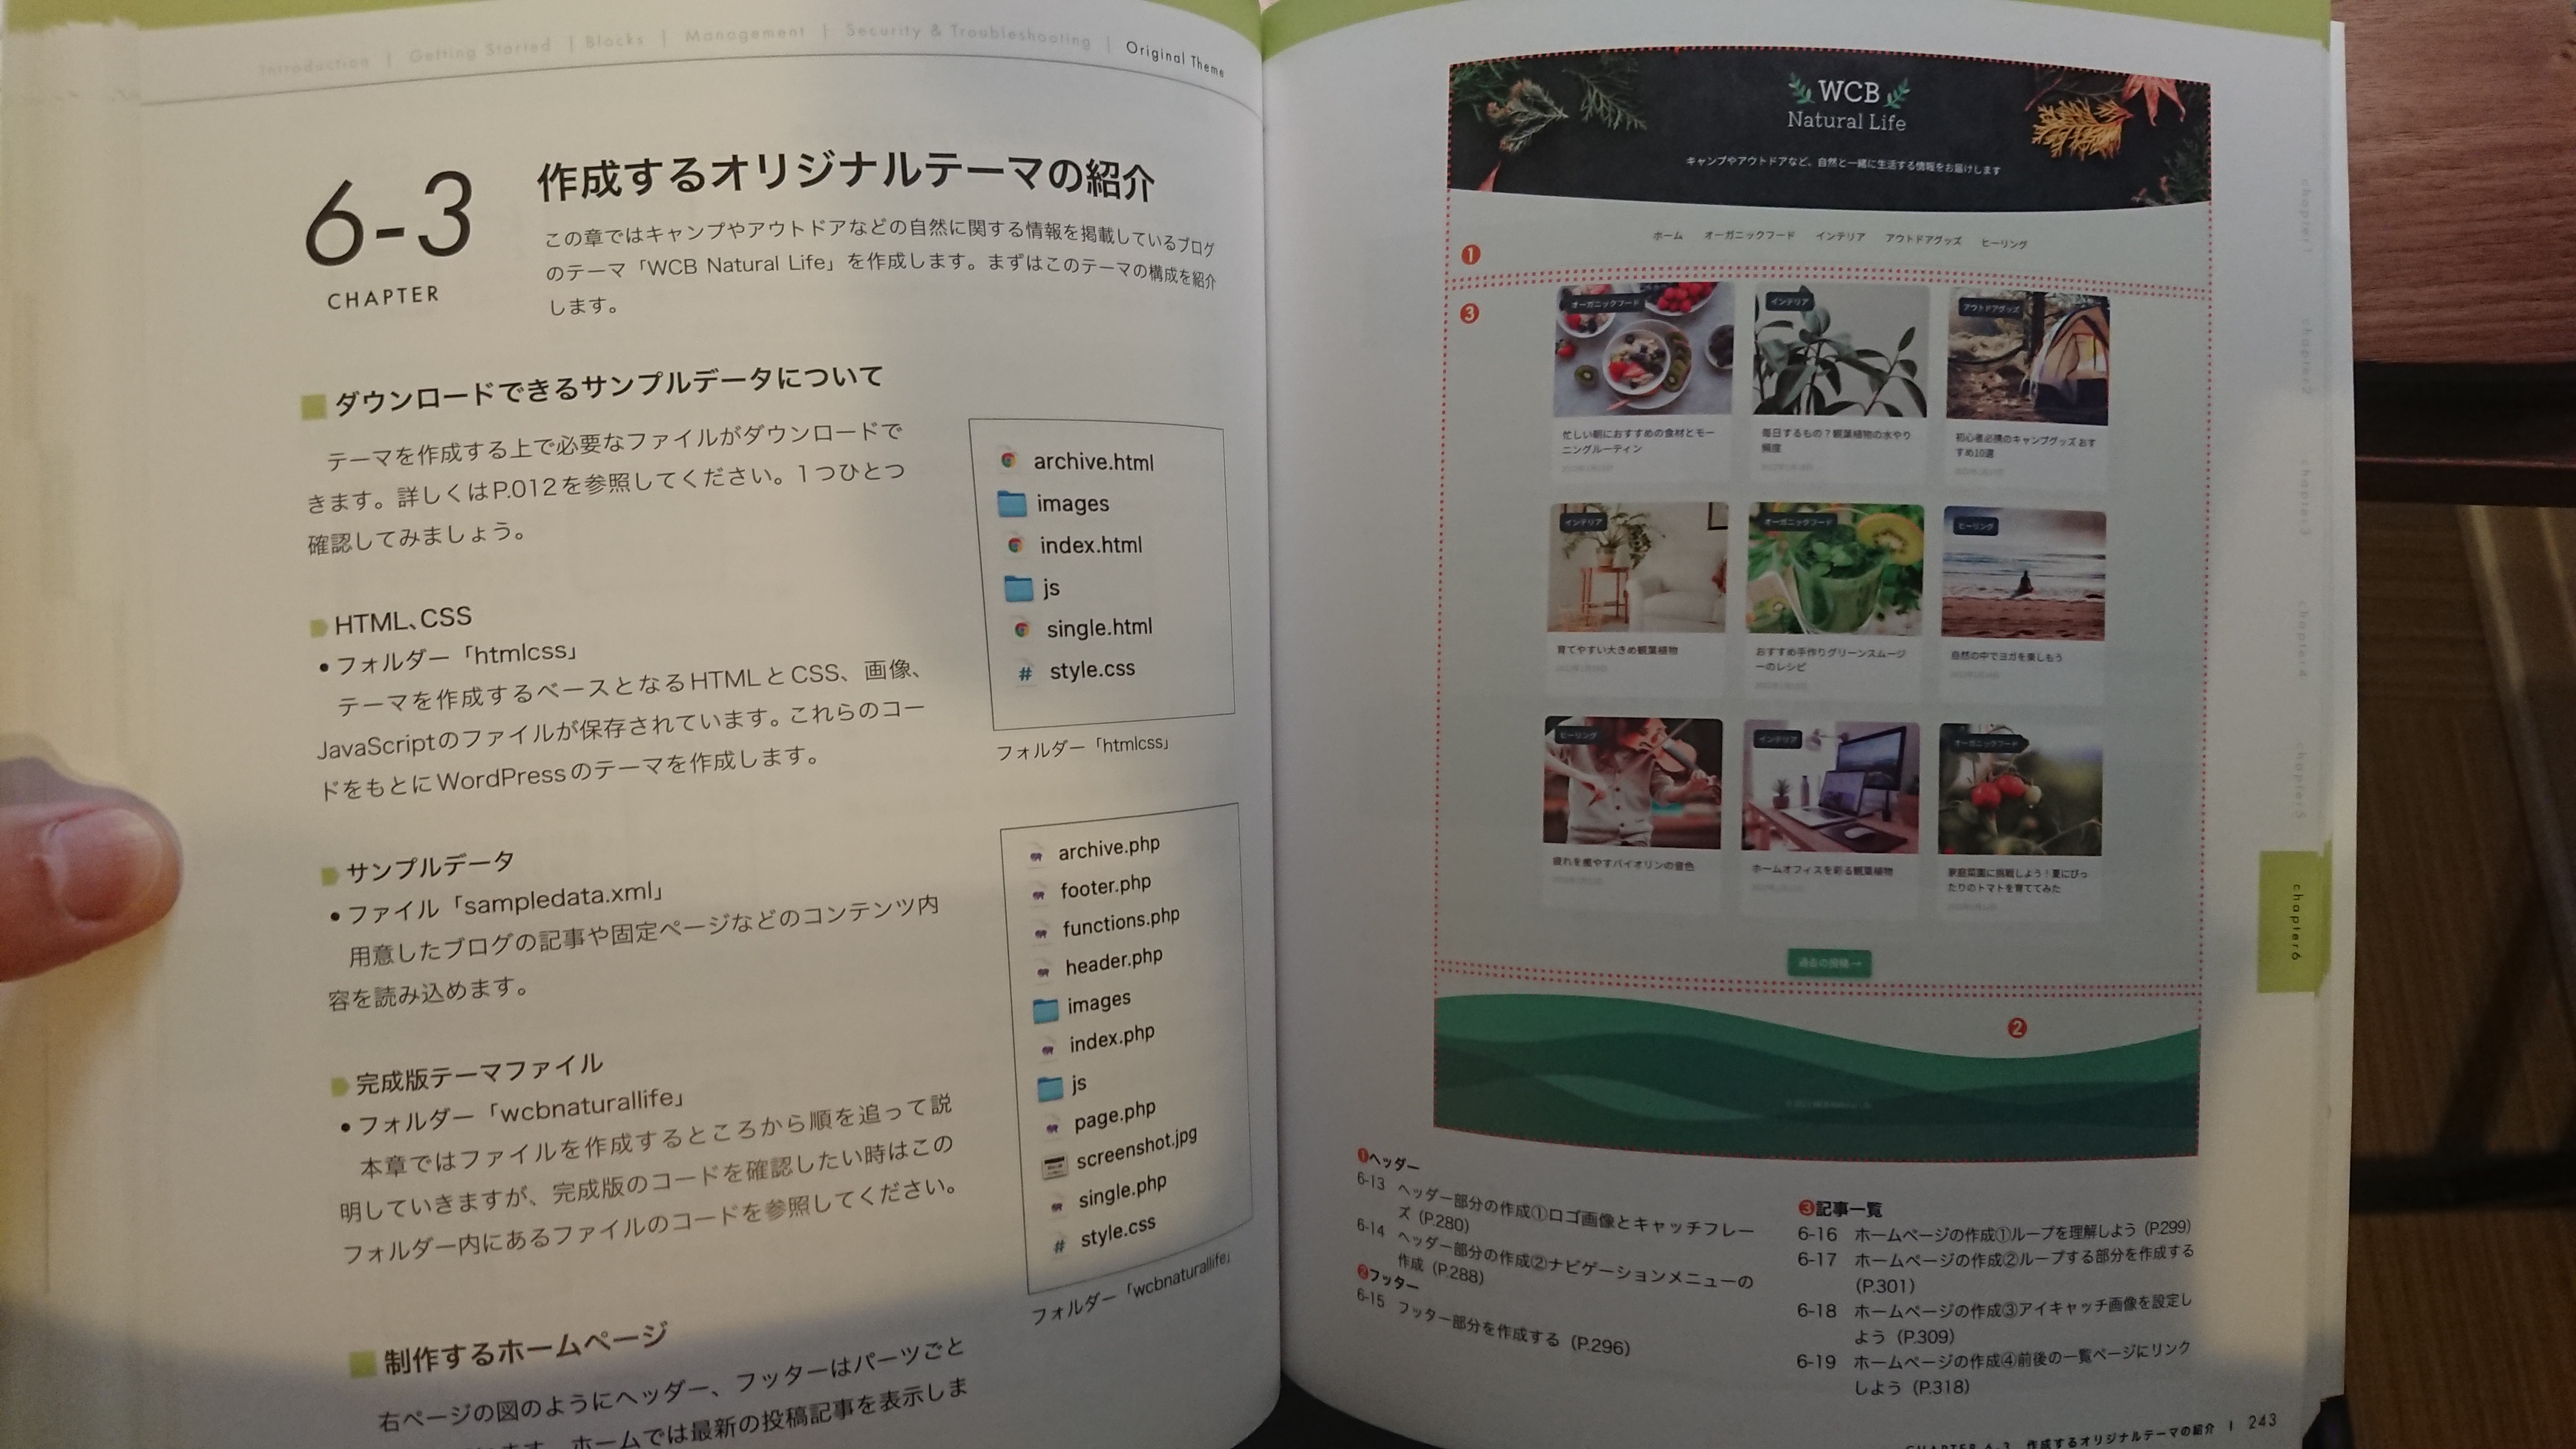 Introduction | Getting Started | Blocks | Management | Security & Troubleshooting | Original Theme
6-3
CHAPTER
作成するオリジナルテーマの紹介
この章ではキャンプやアウトドアなどの自然に関する情報を掲載しているブログ
のテーマ「WCB Natural Life」を作成します。まずはこのテーマの構成を紹介
します。
ダウンロードできるサンプルデータについて
テーマを作成する上で必要なファイルがダウンロードで
きます。詳しくはP.012を参照してください。1つひとつ
確認してみましょう。
HTML、CSS
•フォルダー「htmlcss」
テーマを作成するベースとなるHTMLとCSS、画像、
JavaScriptのファイルが保存されています。これらのコー
ドをもとにWordPressのテーマを作成します。
サンプルデータ
•ファイル「sampledata.xml」
用意したブログの記事や固定ページなどのコンテンツ内
容を読み込めます。
完成版テーマファイル
•フォルダー「wcbnaturallife」
本章ではファイルを作成するところから順を追って説
明していきますが、完成版のコードを確認したい時はこの
フォルダー内にあるファイルのコードを参照してください。
制作するホームページ
右ページの図のようにヘッダー、フッターはパーツごと
ホームでは最新の投稿記事を表示しま
archive.html
images
index.html
js
single.html
style.css
フォルダー「htmlcss」
archive.php
footer.php
functions.php
header.php
images
index.php
js
page.php
screenshot.jpg
single.php
style.css
フォルダー「wcbnaturallife」
WCB
Natural Life
キャンプやアウトドアなど。自然と一緒に生活する情報をお届けします
❶
ホーム オーガニックフード インテリア アウトドアグッズ ヒーリング
❸
オーガニックフード
インテリア
アウトドアグッズ
忙しい朝におすすめの食材とモー
ニングルーティン
毎日するもの？観葉植物の水やり
頻度
初心者必携のキャンプグッズ おす
すめ10選
インテリア
オーガニックフード
ヒーリング
育てやすい大きめ観葉植物
おすすめ手作りグリーンスムージ
ーのレシピ
自然の中でヨガを楽しもう
ヒーリング
インテリア
オーガニックフード
疲れを癒やすバイオリンの音色
ホームオフィスを彩る観葉植物
家庭菜園に挑戦しよう！夏にぴっ
たりのトマトを育ててみた
過去の投稿→
❷
❶ヘッダー
6-13 ヘッダー部分の作成①ロゴ画像とキャッチフレー
ズ（P.280）
6-14 ヘッダー部分の作成②ナビゲーションメニューの
作成（P.288）
❷フッター
6-15 フッター部分を作成する（P.296）
❸記事一覧
6-16 ホームページの作成①ループを理解しよう（P.299）
6-17 ホームページの作成②ループする部分を作成する
（P.301）
6-18 ホームページの作成③アイキャッチ画像を設定し
よう（P.309）
6-19 ホームページの作成④前後の一覧ページにリンク
しよう（P.318）
chapter1
chapter2
chapter3
chapter4
chapter5
chapter6
CHAPTER 6-3 作成するオリジナルテーマの紹介 | 243